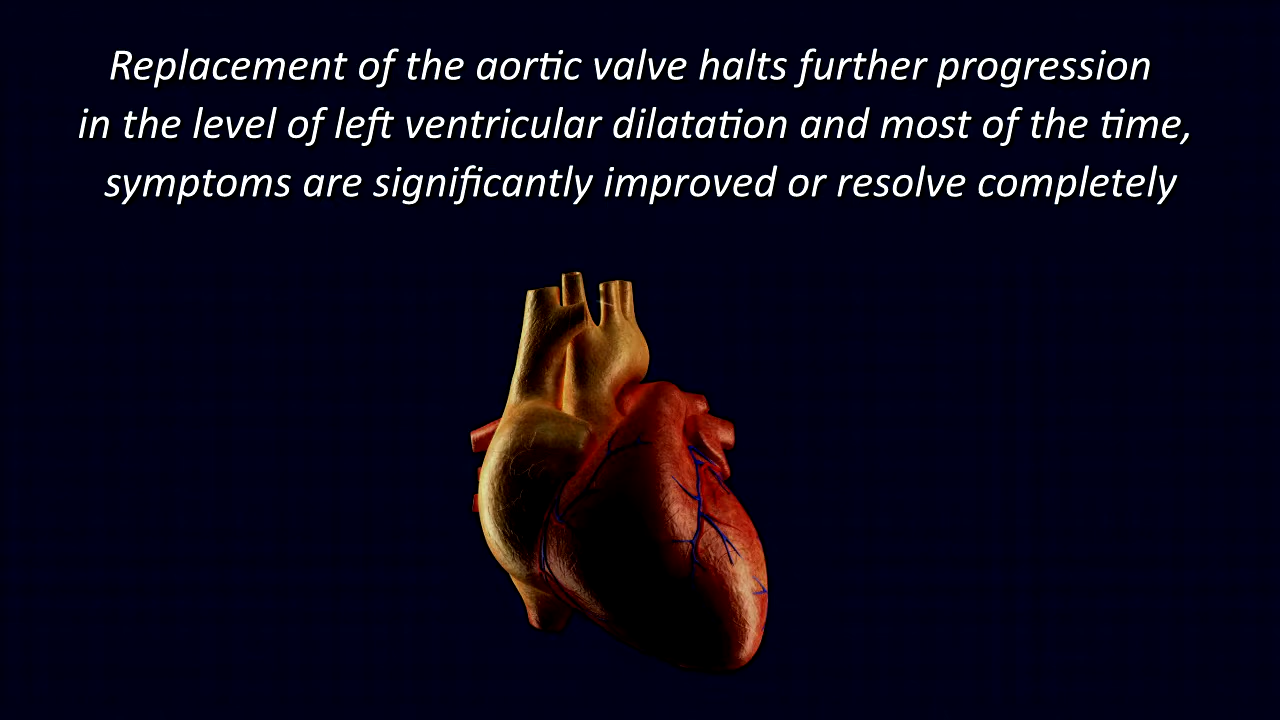 Replacement of the aortic valve halts further progression
in the level of left ventricular dilatation and most of the time,
symptoms are significantly improved or resolve completely